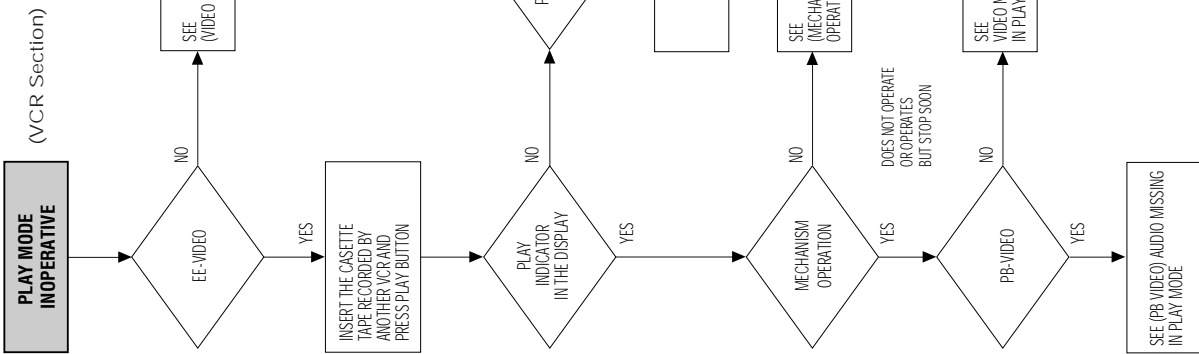 PLAY MODE
INOPERATIVE
(VCR Section)
EE-VIDEO
NO
SEE
(VIDEO
YES
INSERT THE CASETTE
TAPE RECORDED BY
ANOTHER VCR AND
PRESS PLAY BUTTON
PLAY
INDICATOR
IN THE DISPLAY
NO
P
YES
MECHANISM
OPERATION
NO
SEE
(MECHA
OPERAT
DOES NOT OPERATE
OR OPERATES
BUT STOP SOON
YES
PB-VIDEO
NO
SEE
VIDEO M
IN PLAY
YES
SEE (PB VIDEO) AUDIO MISSING
IN PLAY MODE